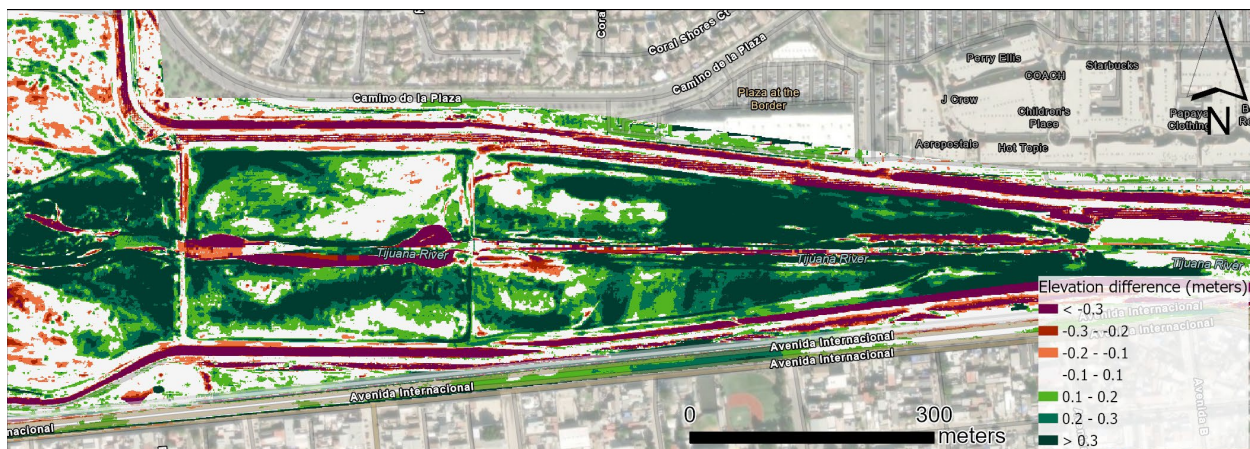 Coral Shores Ct
Camino de la Plaza
Camino de la Plaza
Plaza at the
Border
Perry Ellis
COACH
Starbucks
J Crew
Children's
Place
Papaya
Clothing
Aeropostale
Hot Topic
N
Tijuana River
Tijuana River
Tijuana River
Avenida Internacional
Avenida Internacional
Avenida Internacional
nacional
Elevation difference (meters)
< -0.3
-0.3 - -0.2
-0.2 - -0.1
-0.1 - 0.1
0.1 - 0.2
0.2 - 0.3
> 0.3
0 300
meters